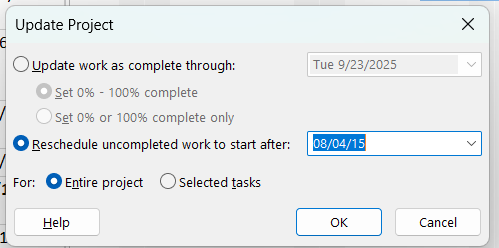 Update Project
Update work as complete through: Tue 9/23/2025
Set 0% - 100% complete
Set 0% or 100% complete only
Reschedule uncompleted work to start after: 08/04/15
For: Entire project Selected tasks
Help OK Cancel